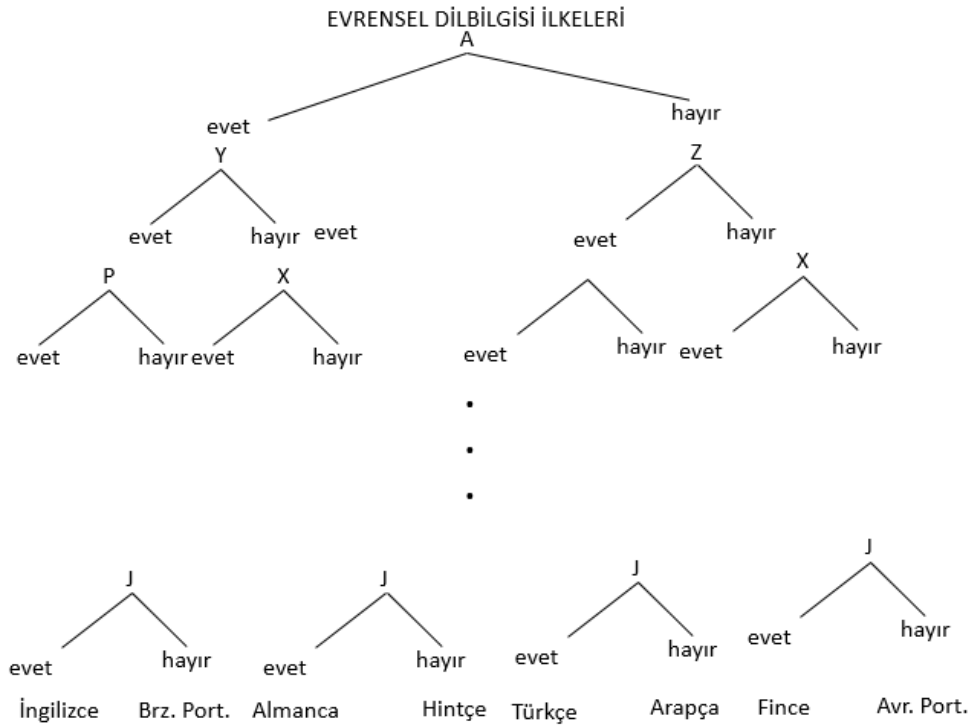 EVRENSEL DİLBİLGİSİ İLKELERİ
A
evet hayır
Y Z
evet hayır evet evet hayır
P X X
evet hayır evet hayır evet hayır evet hayır
J J J J
evet hayır evet hayır evet hayır evet hayır
İngilizce Brz. Port. Almanca Hintçe Türkçe Arapça Fince Avr. Port.